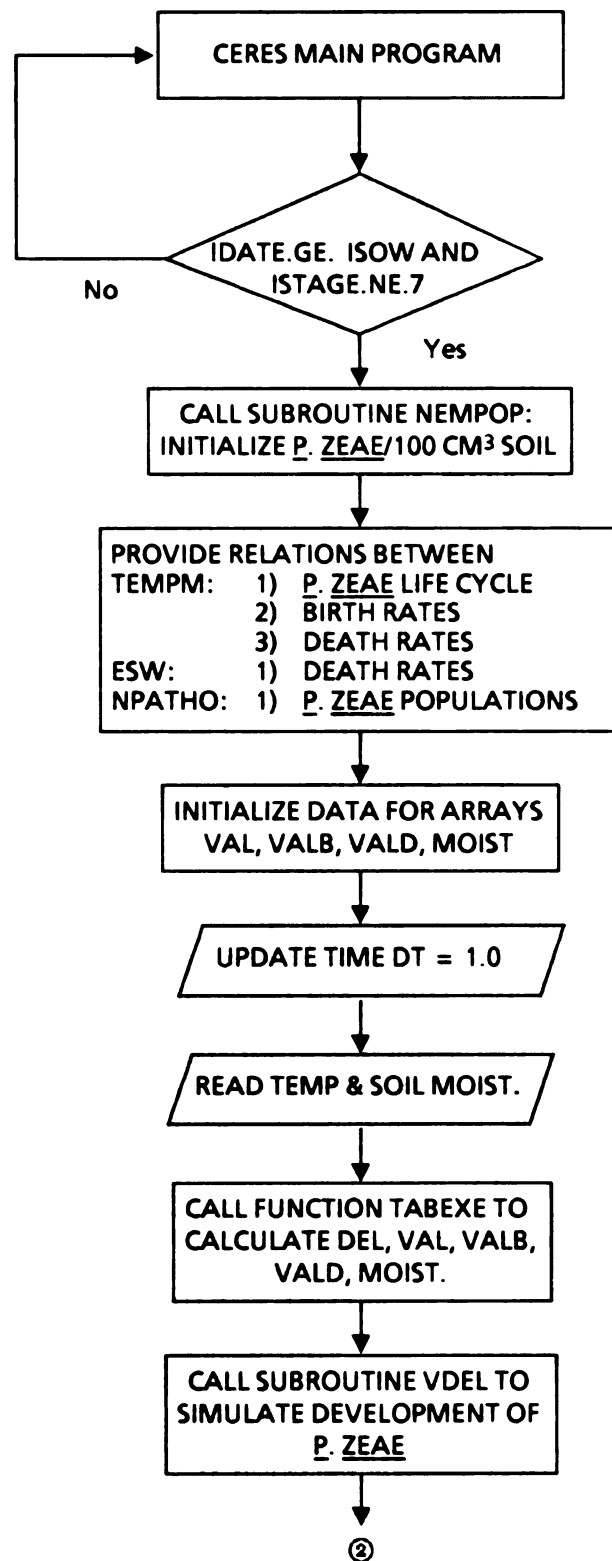 CERES MAIN PROGRAM
IDATE.GE. ISOW AND
ISTAGE.NE.7
No
Yes
CALL SUBROUTINE NEMPOP:
INITIALIZE P. ZEAE/100 CM³ SOIL
PROVIDE RELATIONS BETWEEN
TEMPM: 1) P. ZEAE LIFE CYCLE
2) BIRTH RATES
3) DEATH RATES
ESW: 1) DEATH RATES
NPATHO: 1) P. ZEAE POPULATIONS
INITIALIZE DATA FOR ARRAYS
VAL, VALB, VALD, MOIST
UPDATE TIME DT = 1.0
READ TEMP & SOIL MOIST.
CALL FUNCTION TABEXE TO
CALCULATE DEL, VAL, VALB,
VALD, MOIST.
CALL SUBROUTINE VDEL TO
SIMULATE DEVELOPMENT OF
P. ZEAE
②